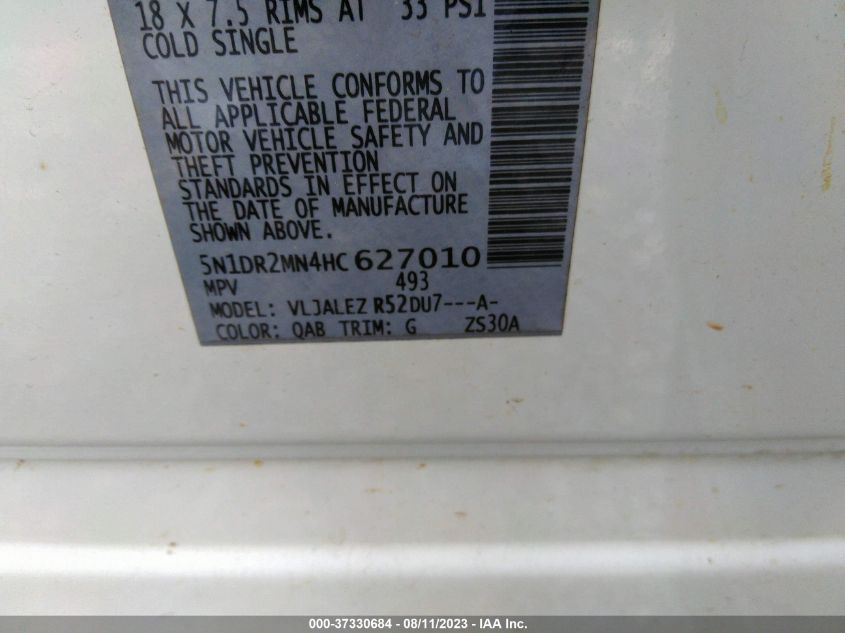 18 X 7.5 RIMS AT 33 PSI
COLD SINGLE
THIS VEHICLE CONFORMS TO
ALL APPLICABLE FEDERAL
MOTOR VEHICLE SAFETY AND
THEFT PREVENTION
STANDARDS IN EFFECT ON
THE DATE OF MANUFACTURE
SHOWN ABOVE.
5N1DR2MN4HC 627010
MPV 493
MODEL: VLJALEZ R52DU7---A-
COLOR: QAB TRIM: G ZS30A
000-37330684 - 08/11/2023 - IAA Inc.